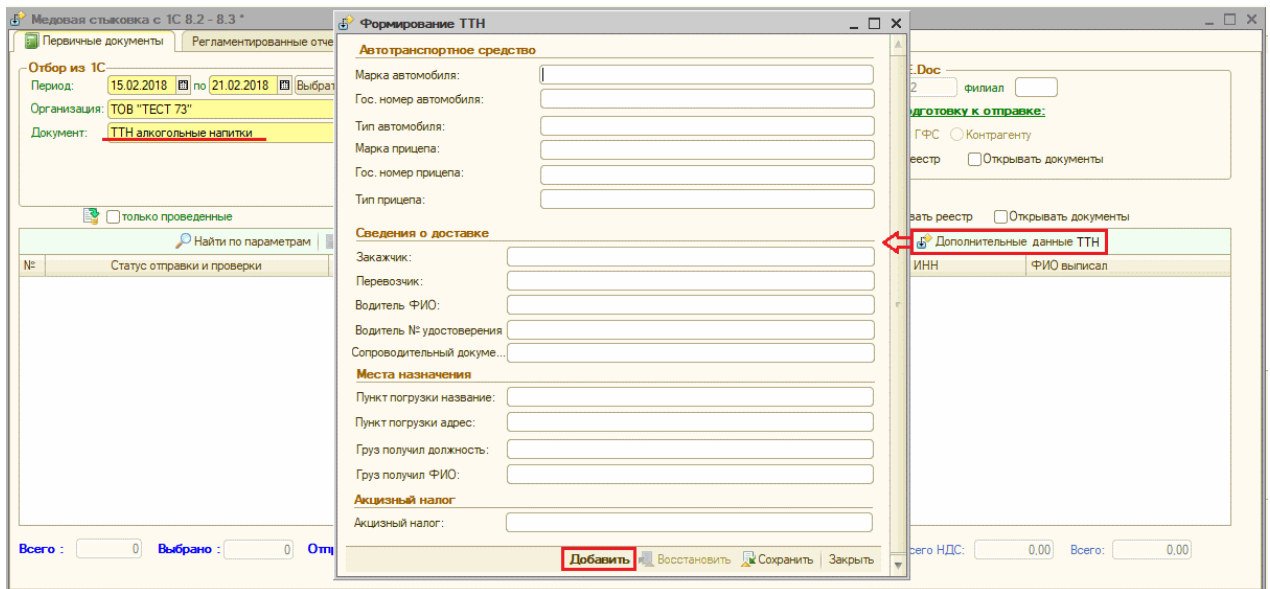 Медовая стыковка с 1С 8.2 - 8.3 *
Первичные документы
Регламентированные отче
Отбор из 1С
Период: 15.02.2018 по 21.02.2018 Выбрат
Организация: ТОВ "ТЕСТ 73"
Документ: ТТН алкогольные напитки
только проведенные
Найти по параметрам
№ Статус отправки и проверки
Всего : 0 Выбрано : 0 Отп
Формирование ТТН
Автотранспортное средство
Марка автомобиля:
Гос. номер автомобиля:
Тип автомобиля:
Марка прицепа:
Гос. номер прицепа:
Тип прицепа:
Сведения о доставке
Закажчик:
Перевозчик:
Водитель ФИО:
Водитель № удостоверения
Сопроводительный докуме...
Места назначения
Пункт погрузки название:
Пункт погрузки адрес:
Груз получил должность:
Груз получил ФИО:
Акцизный налог
Акцизный налог:
Добавить Восстановить Сохранить Закрыть
E.Doc
2 филиал
одготовку к отправке:
ГФС Контрагенту
еестр Открывать документы
вать реестр Открывать документы
Дополнительные данные ТТН
ИНН ФИО выписал
сего НДС: 0,00 Всего: 0,00